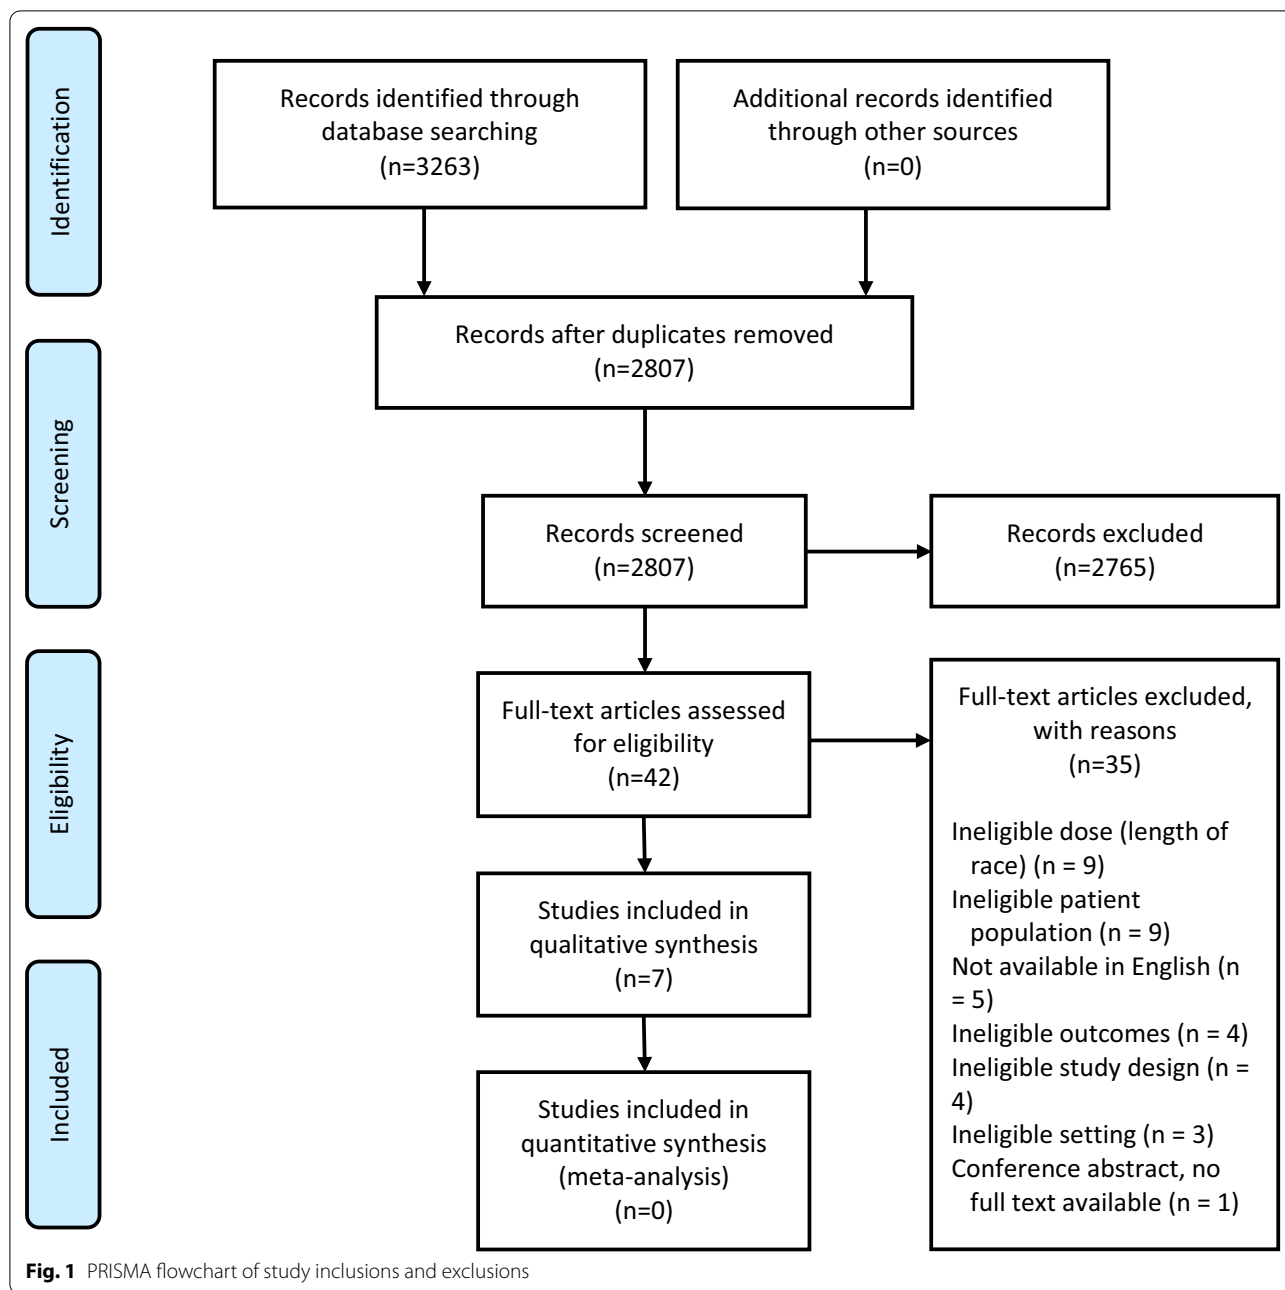 Identification
Records identified through
database searching
(n=3263)
Additional records identified
through other sources
(n=0)
Records after duplicates removed
(n=2807)
Screening
Records screened
(n=2807)
Records excluded
(n=2765)
Eligibility
Full-text articles assessed
for eligibility
(n=42)
Full-text articles excluded,
with reasons
(n=35)
Ineligible dose (length of
race) (n = 9)
Ineligible patient
population (n = 9)
Not available in English (n
= 5)
Ineligible outcomes (n = 4)
Ineligible study design (n =
4)
Ineligible setting (n = 3)
Conference abstract, no
full text available (n = 1)
Studies included in
qualitative synthesis
(n=7)
Included
Studies included in
quantitative synthesis
(meta-analysis)
(n=0)
Fig. 1 PRISMA flowchart of study inclusions and exclusions